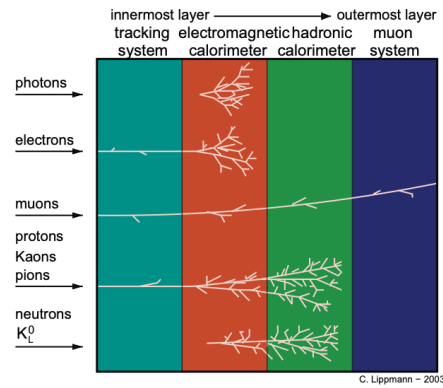 innermost layer outermost layer
tracking electromagnetic hadronic muon
system calorimeter calorimeter system
photons
electrons
muons
protons
Kaons
pions
neutrons
K⁰L
C. Lippmann – 2003